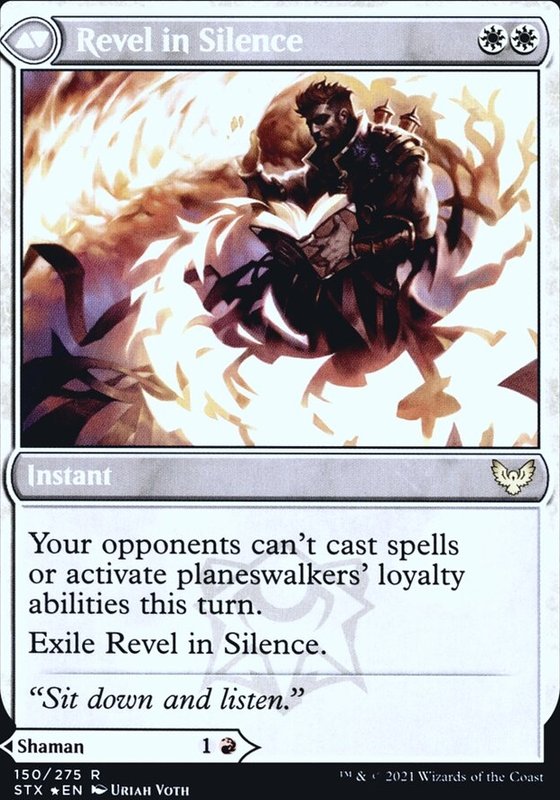 Revel in Silence
Instant
Your opponents can't cast spells
or activate planeswalkers' loyalty
abilities this turn.
Exile Revel in Silence.
“Sit down and listen.”
Shaman 1
150/275 R
STX ★ EN Uriah Voth
™ & © 2021 Wizards of the Coast